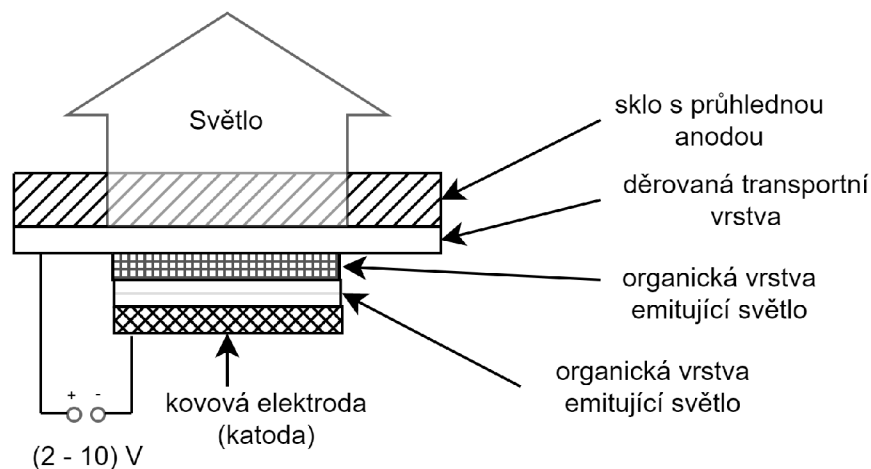 Světlo
sklo s průhlednou
anodou
děrovaná transportní
vrstva
organická vrstva
emitující světlo
organická vrstva
emitující světlo
kovová elektroda
(katoda)
+ -
(2 - 10) V